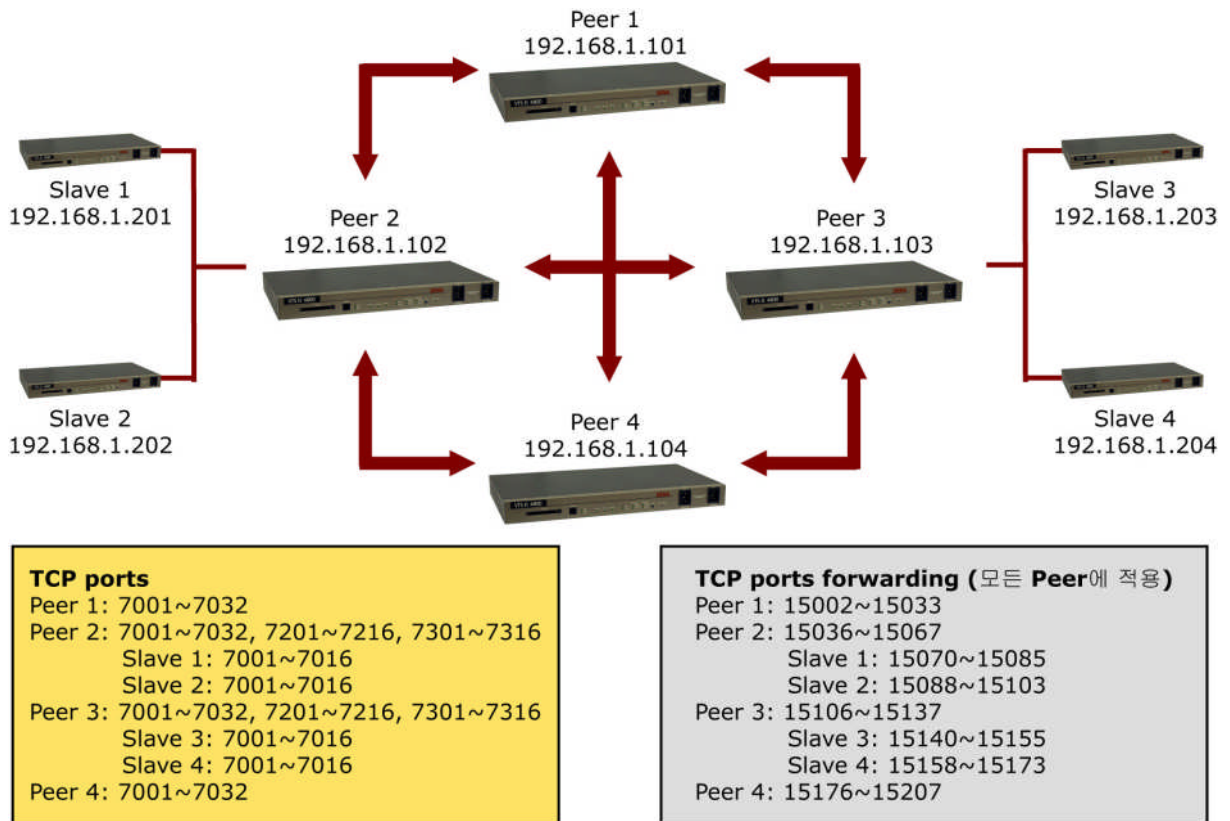 Peer 1
192.168.1.101
Slave 1
192.168.1.201
Peer 2
192.168.1.102
Peer 3
192.168.1.103
Slave 3
192.168.1.203
Slave 2
192.168.1.202
Peer 4
192.168.1.104
Slave 4
192.168.1.204
TCP ports
Peer 1: 7001~7032
Peer 2: 7001~7032, 7201~7216, 7301~7316
Slave 1: 7001~7016
Slave 2: 7001~7016
Peer 3: 7001~7032, 7201~7216, 7301~7316
Slave 3: 7001~7016
Slave 4: 7001~7016
Peer 4: 7001~7032
TCP ports forwarding (모든 Peer에 적용)
Peer 1: 15002~15033
Peer 2: 15036~15067
Slave 1: 15070~15085
Slave 2: 15088~15103
Peer 3: 15106~15137
Slave 3: 15140~15155
Slave 4: 15158~15173
Peer 4: 15176~15207